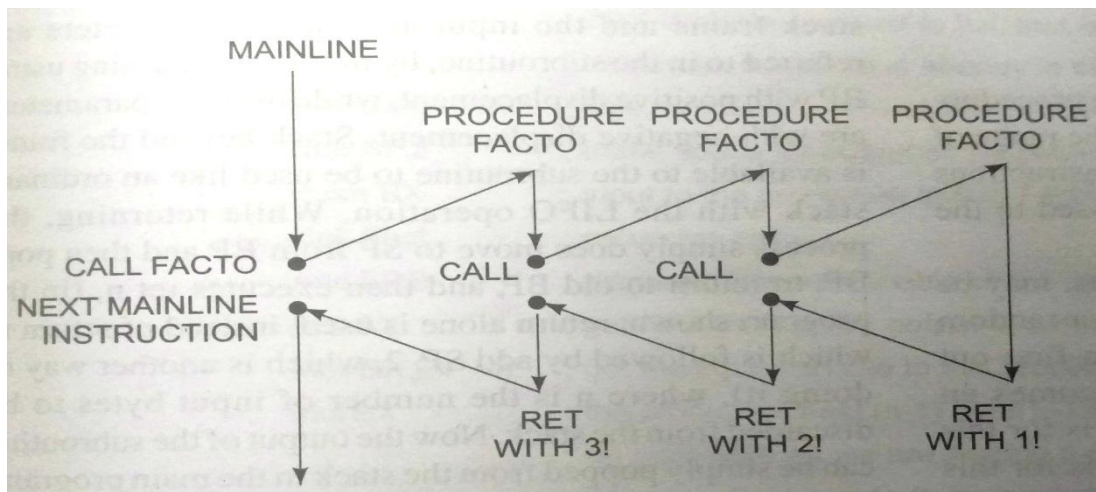 MAINLINE
PROCEDURE FACTO
PROCEDURE FACTO
PROCEDURE FACTO
CALL FACTO
CALL
CALL
NEXT MAINLINE
INSTRUCTION
RET
WITH 3!
RET
WITH 2!
RET
WITH 1!